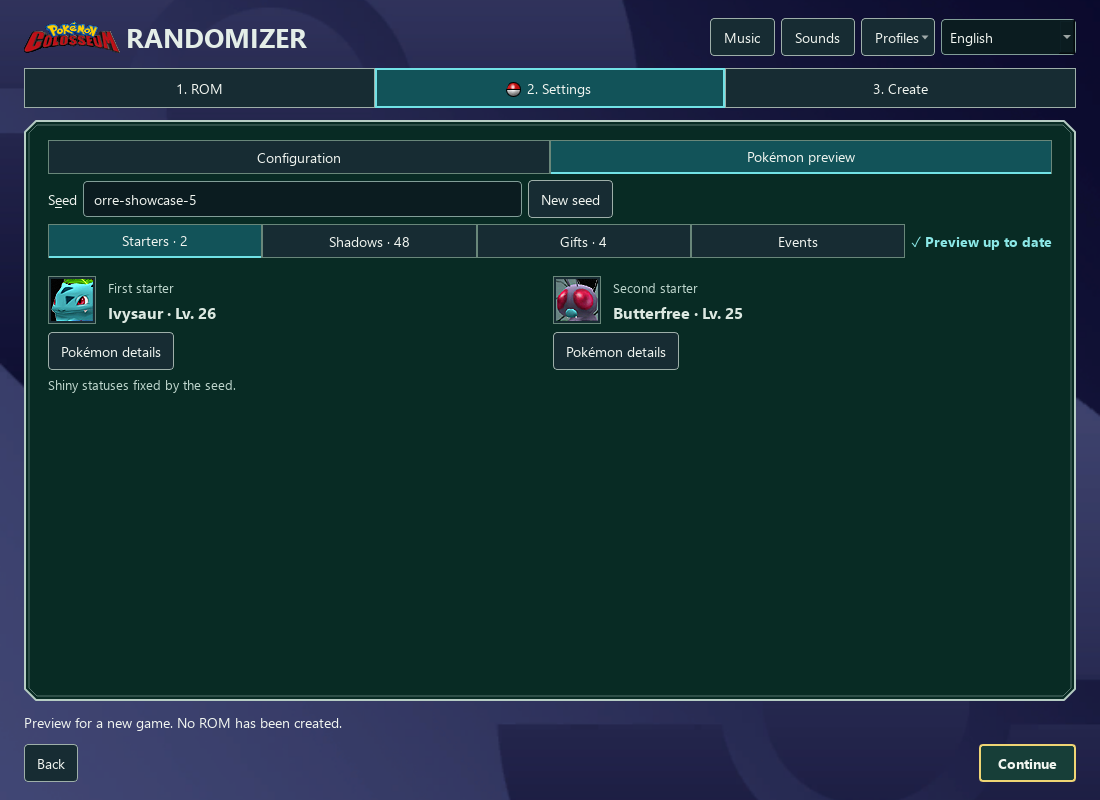 Pokémon COLOSSEUM RANDOMIZER
Music
Sounds
Profiles
English
1. ROM
2. Settings
3. Create
Configuration
Pokémon preview
Seed
orre-showcase-5
New seed
Starters · 2
Shadows · 48
Gifts · 4
Events
✓ Preview up to date
First starter
Ivysaur · Lv. 26
Pokémon details
Second starter
Butterfree · Lv. 25
Pokémon details
Shiny statuses fixed by the seed.
Preview for a new game. No ROM has been created.
Back
Continue